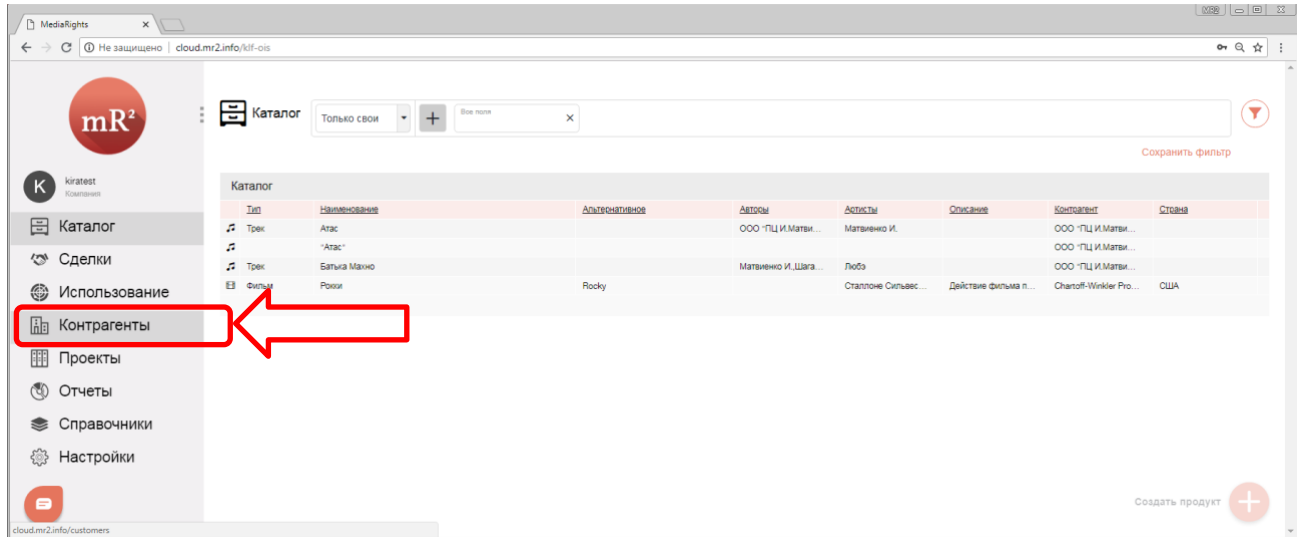 MediaRights
MR2
Не защищено | cloud.mr2.info/klf-ois
mR²
Каталог
Только свои
Все поля
Сохранить фильтр
K
kiratest
Компания
Каталог
Сделки
Использование
Контрагенты
Проекты
Отчеты
Справочники
Настройки
Каталог
Тип Наименование Альтернативное Авторы Артисты Описание Контрагент Страна
Трек Атас ООО "ПЦ И.Матви... Матвиенко И. ООО "ПЦ И.Матви...
"Атас" ООО "ПЦ И.Матви...
Трек Батька Махно Матвиенко И.,Шага... Любэ ООО "ПЦ И.Матви...
Фильм Рокки Rocky Сталлоне Сильвес... Действие фильма п... Chartoff-Winkler Pro... США
Создать продукт
cloud.mr2.info/customers